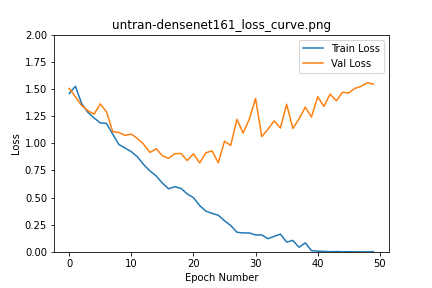 untran-densenet161_loss_curve.png
Train Loss
Val Loss
2.00
1.75
1.50
1.25
1.00
0.75
0.50
0.25
0.00
Loss
0 10 20 30 40 50
Epoch Number